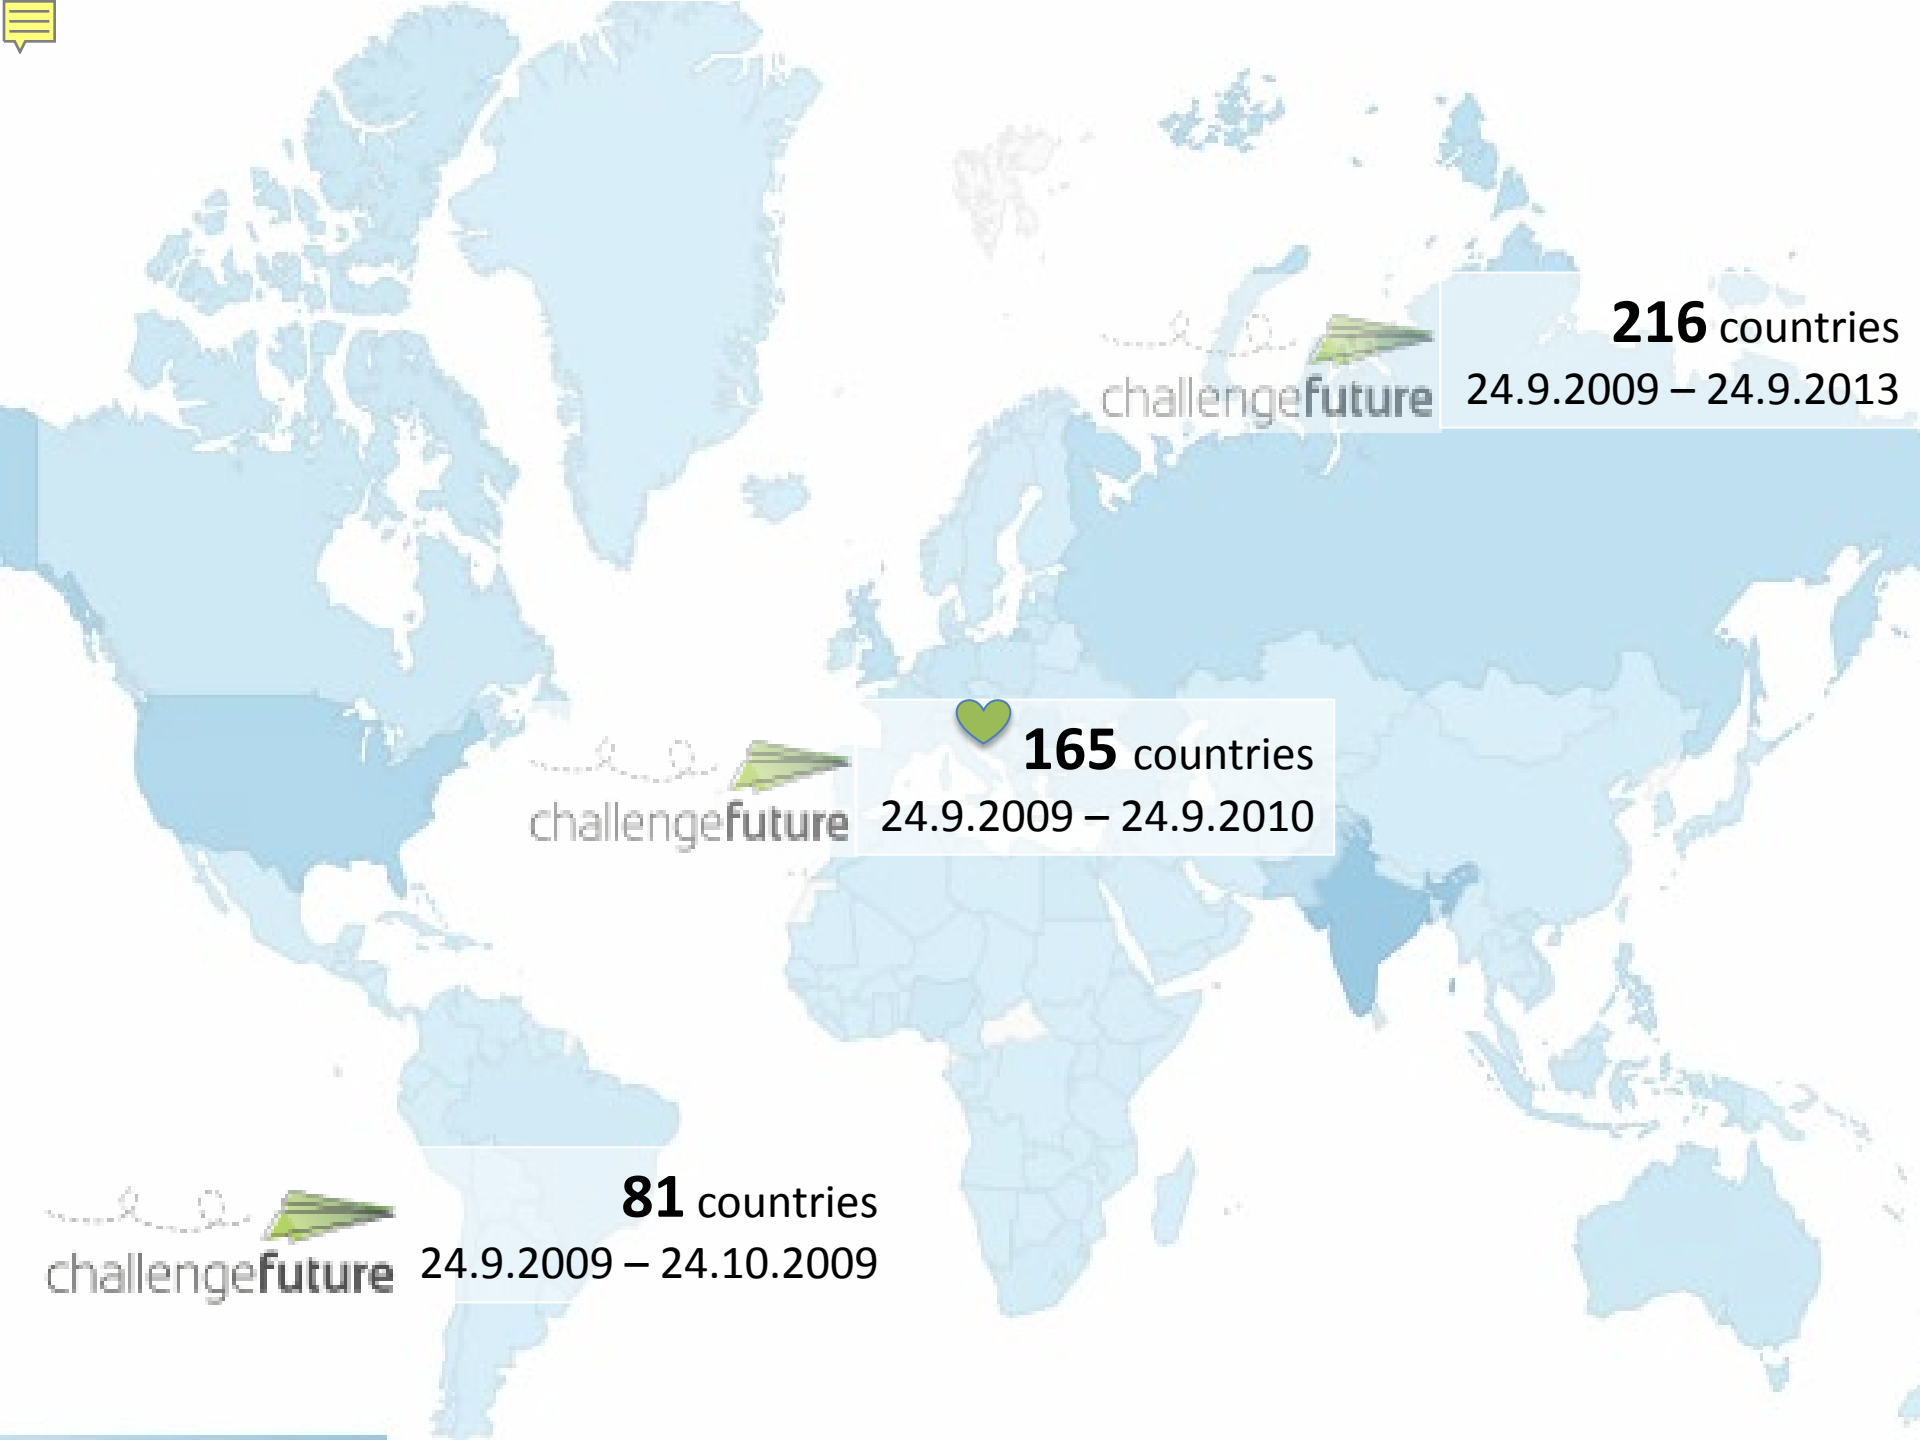 216 countries
24.9.2009 – 24.9.2013
challengefuture
165 countries
24.9.2009 – 24.9.2010
challengefuture
81 countries
24.9.2009 – 24.10.2009
challengefuture